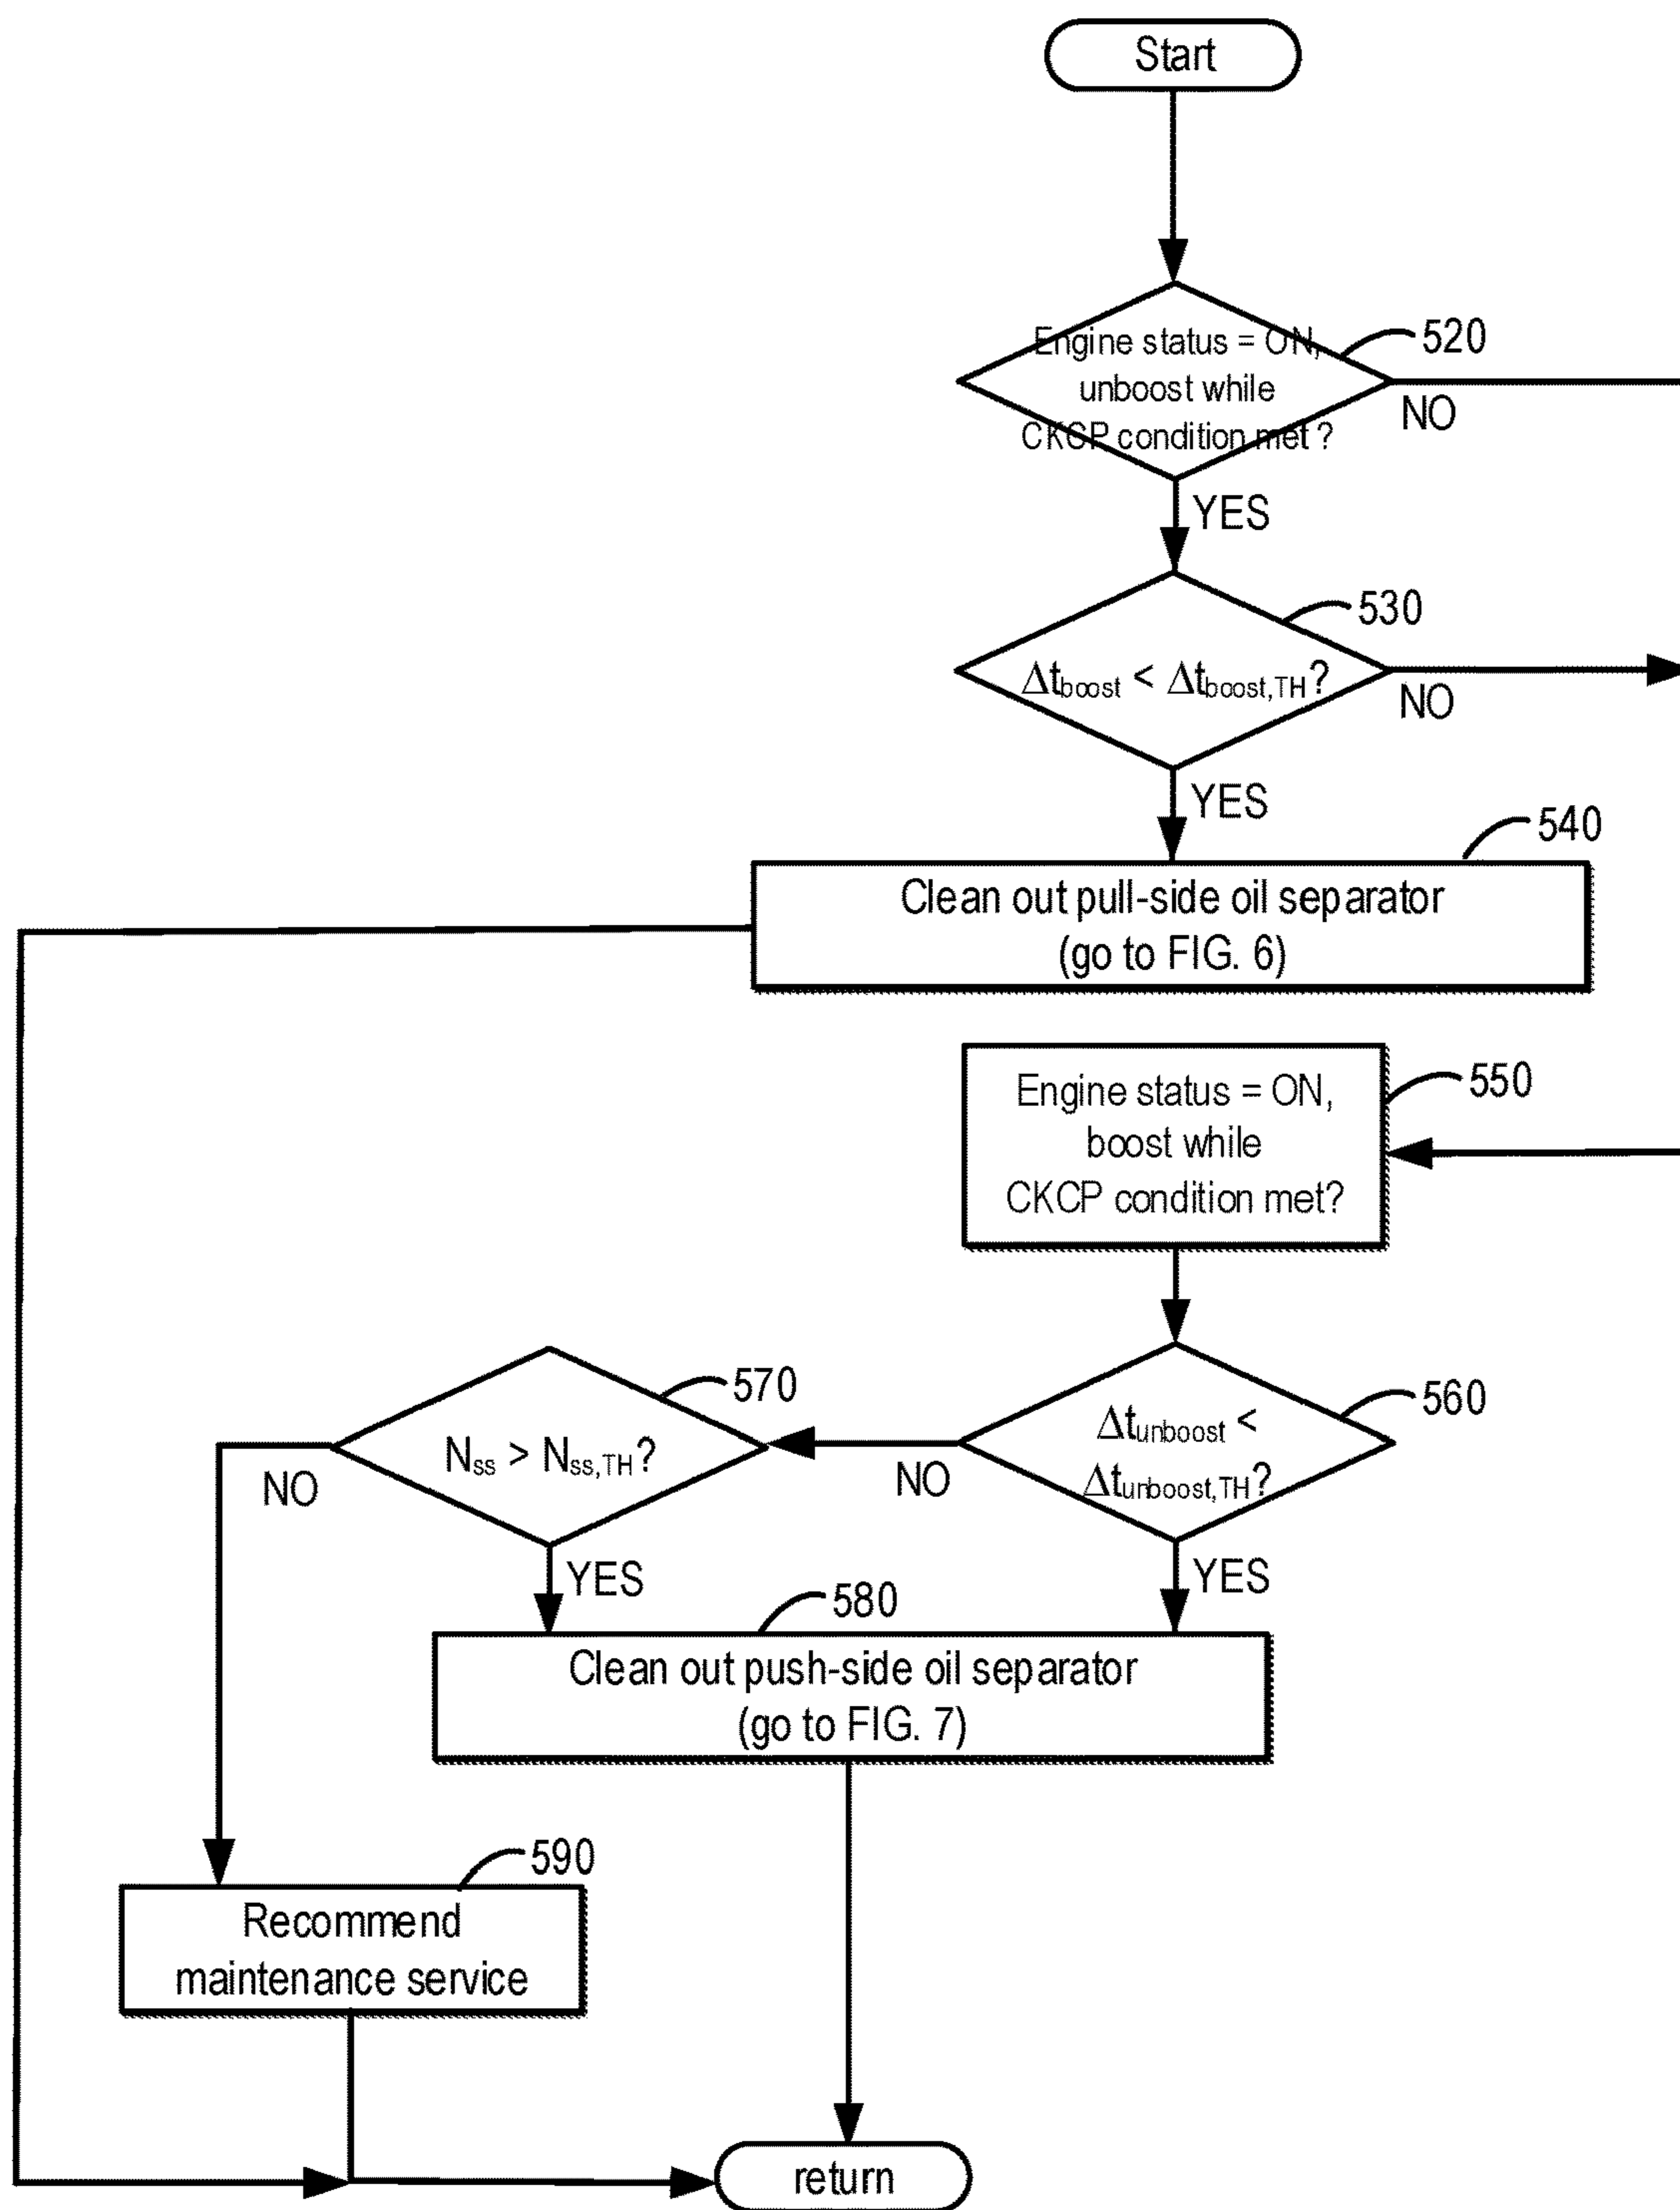 Start
Engine status = ON,
unboost while
CKCP condition met ?
520
NO
YES
530
Δtboost < Δtboost,TH?
NO
YES
540
Clean out pull-side oil separator
(go to FIG. 6)
550
Engine status = ON,
boost while
CKCP condition met?
570
560
Nss > Nss,TH?
Δtunboost <
Δtunboost,TH?
NO
NO
YES
YES
580
Clean out push-side oil separator
(go to FIG. 7)
590
Recommend
maintenance service
return